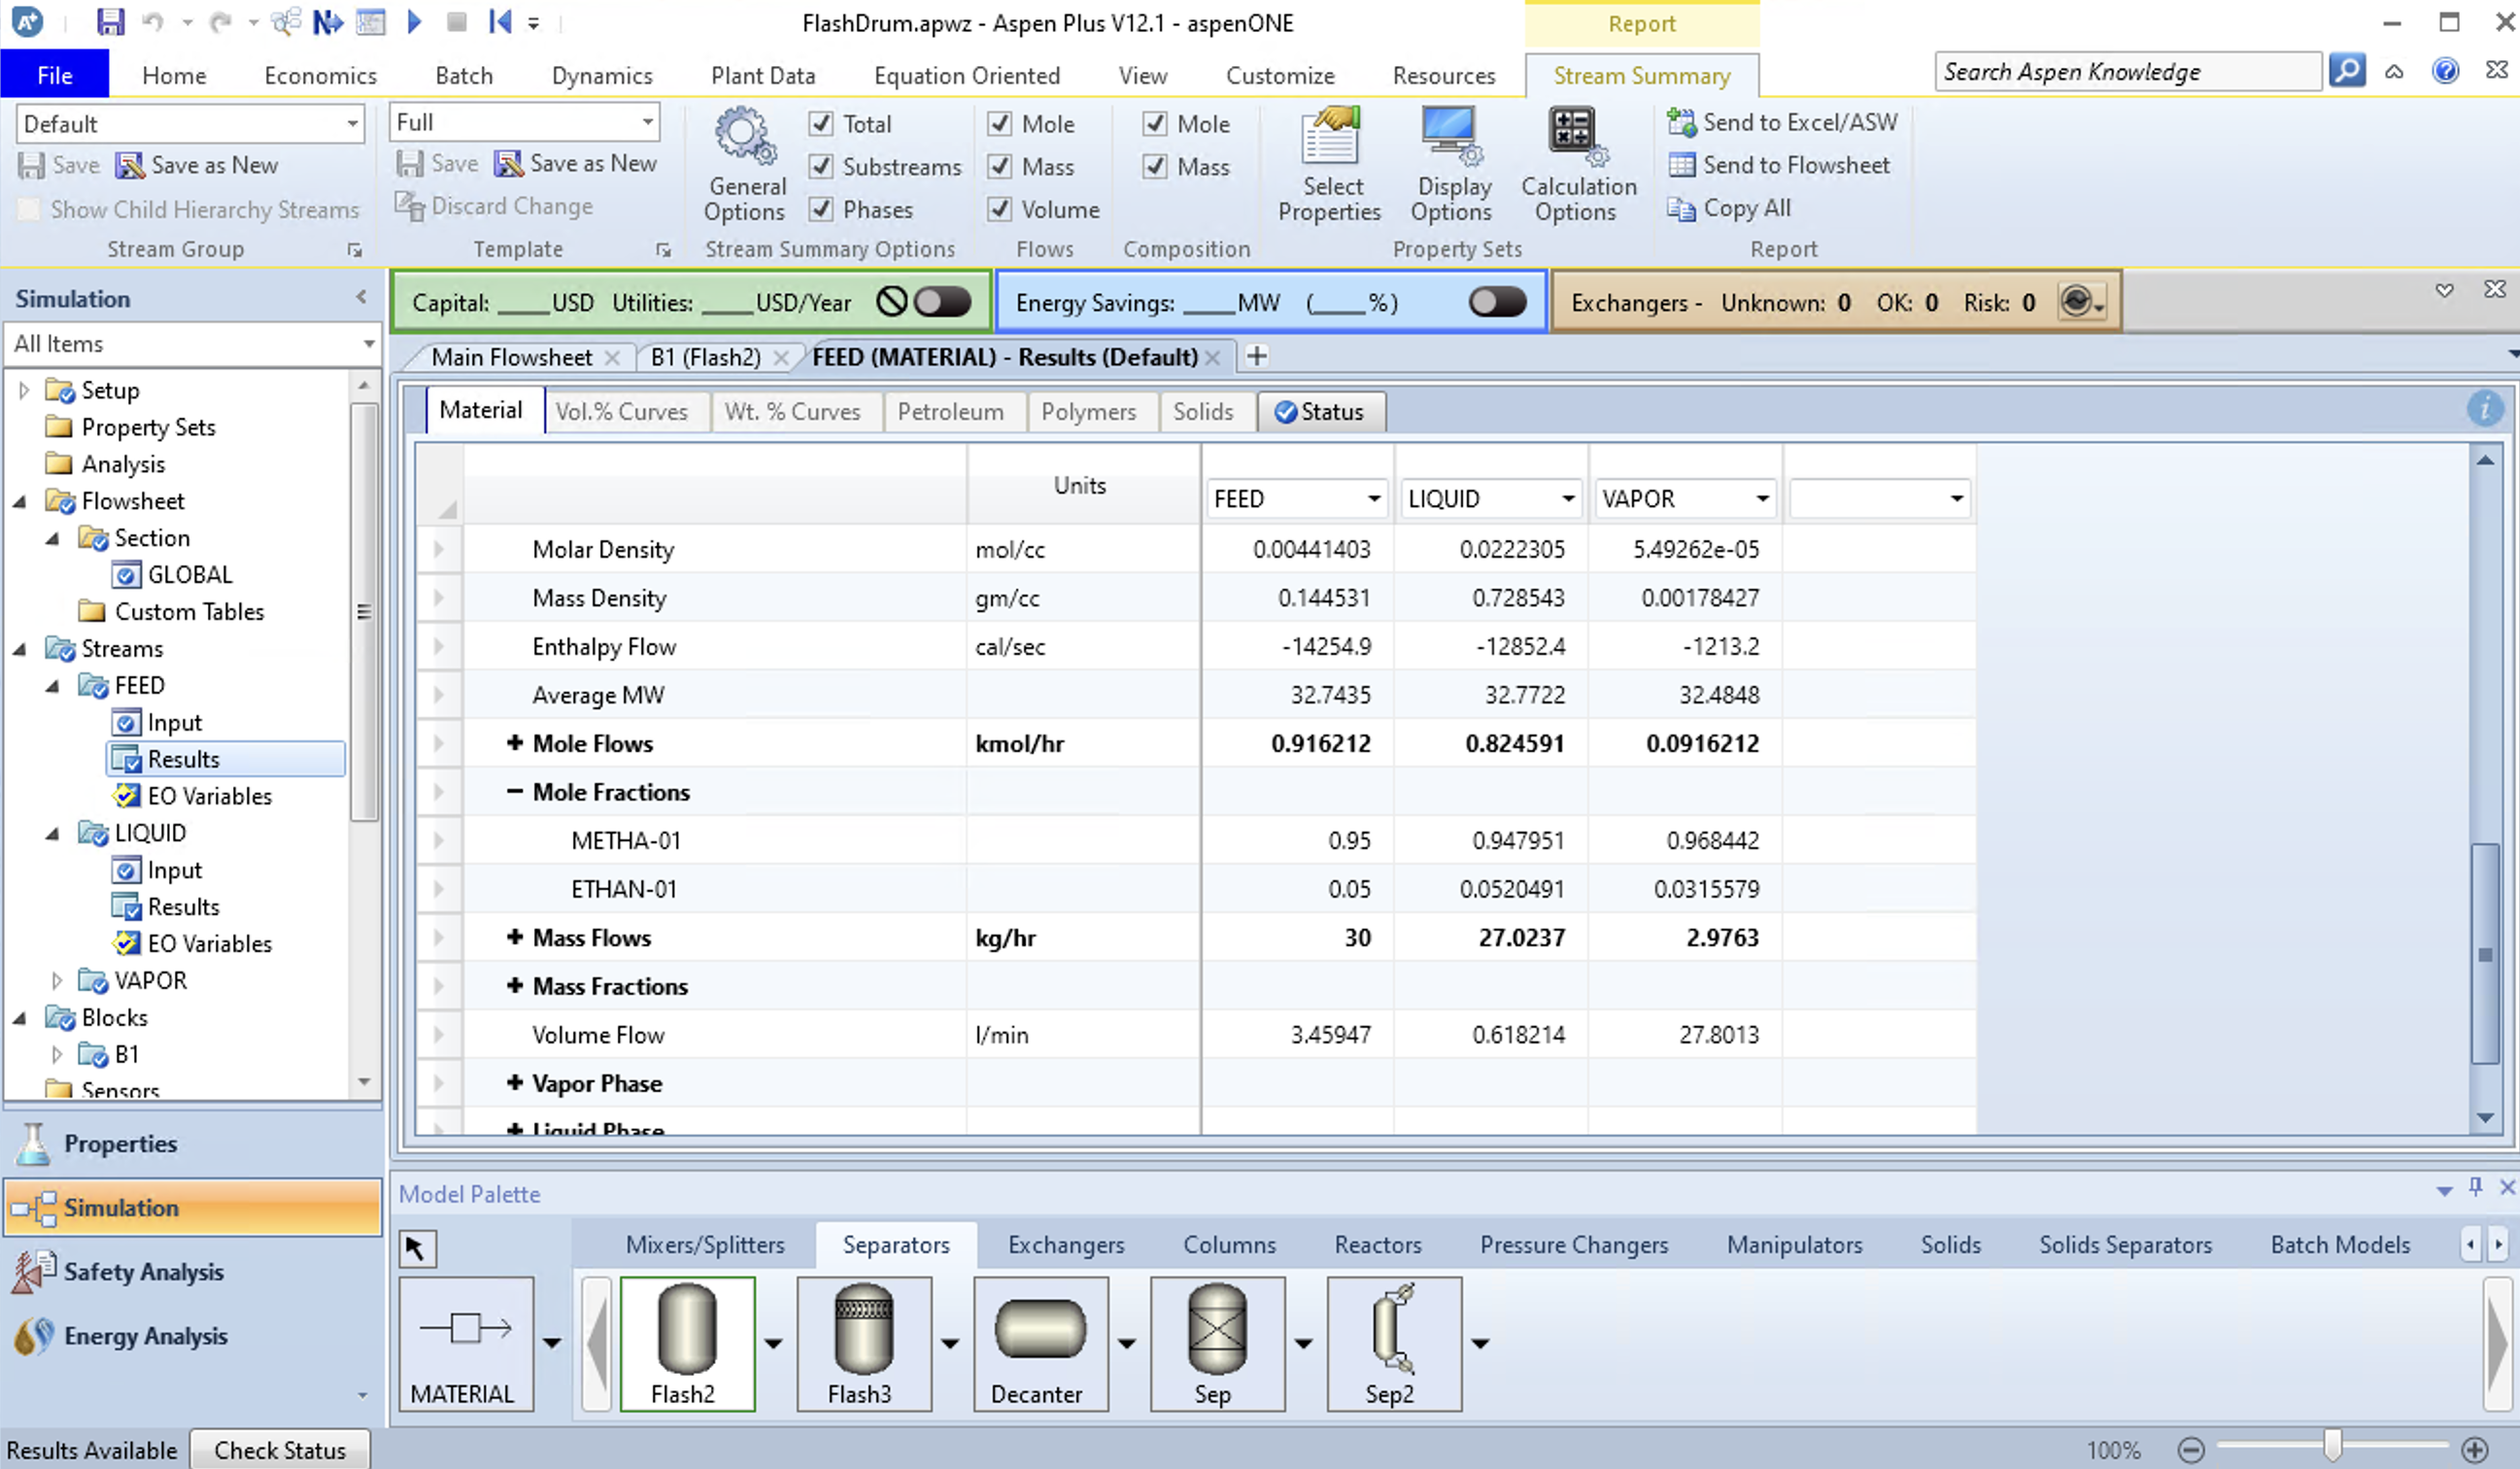 FlashDrum.apwz - Aspen Plus V12.1 - aspenONE
Report
File Home Economics Batch Dynamics Plant Data Equation Oriented View Customize Resources Stream Summary Search Aspen Knowledge
Default Full
Save Save as New Save Save as New
Show Child Hierarchy Streams Discard Change
Stream Group Template
General Options
Total
Substreams
Phases
Stream Summary Options
Mole
Mass
Volume
Flows
Mole
Mass
Composition
Select Properties
Display Options
Calculation Options
Property Sets
Send to Excel/ASW
Send to Flowsheet
Copy All
Report
Simulation
All Items
Setup
Property Sets
Analysis
Flowsheet
Section
GLOBAL
Custom Tables
Streams
FEED
Input
Results
EO Variables
LIQUID
Input
Results
EO Variables
VAPOR
Blocks
B1
Sensors
Properties
Simulation
Safety Analysis
Energy Analysis
Capital: ____USD Utilities: ____USD/Year Energy Savings: ____MW (____%) Exchangers - Unknown: 0 OK: 0 Risk: 0
Main Flowsheet B1 (Flash2) FEED (MATERIAL) - Results (Default) +
Material Vol.% Curves Wt. % Curves Petroleum Polymers Solids Status
Units FEED LIQUID VAPOR
Molar Density mol/cc 0.00441403 0.0222305 5.49262e-05
Mass Density gm/cc 0.144531 0.728543 0.00178427
Enthalpy Flow cal/sec -14254.9 -12852.4 -1213.2
Average MW 32.7435 32.7722 32.4848
+ Mole Flows kmol/hr 0.916212 0.824591 0.0916212
− Mole Fractions
METHA-01 0.95 0.947951 0.968442
ETHAN-01 0.05 0.0520491 0.0315579
+ Mass Flows kg/hr 30 27.0237 2.9763
+ Mass Fractions
Volume Flow l/min 3.45947 0.618214 27.8013
+ Vapor Phase
+ Liquid Phase
Model Palette
Mixers/Splitters Separators Exchangers Columns Reactors Pressure Changers Manipulators Solids Solids Separators Batch Models
MATERIAL Flash2 Flash3 Decanter Sep Sep2
Results Available Check Status 100%